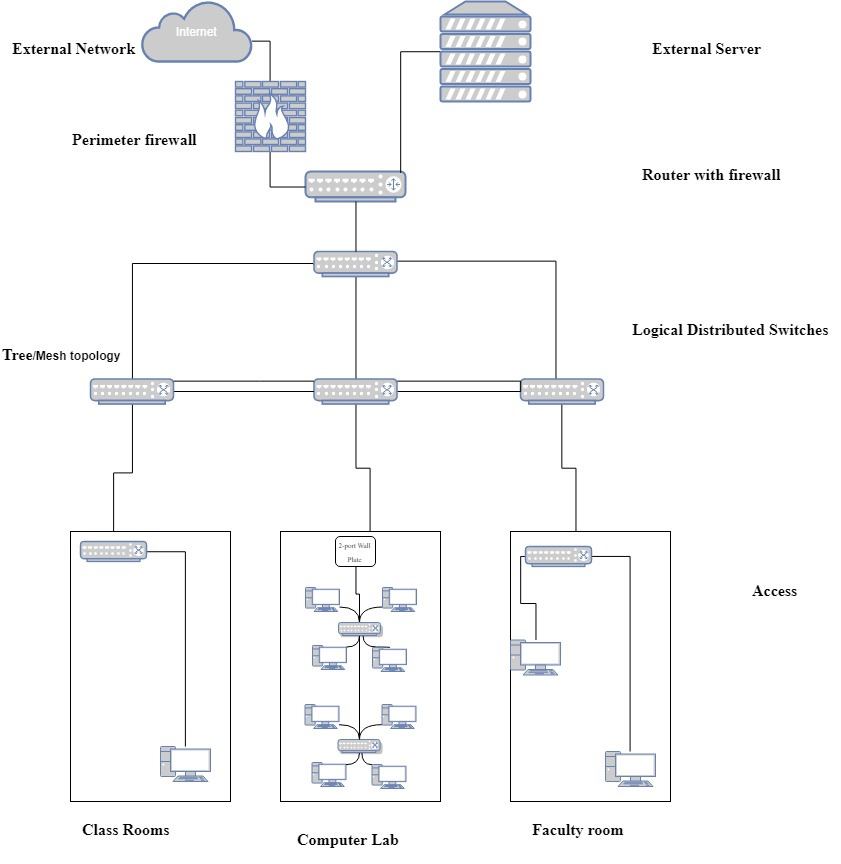 Internet
External Network
External Server
Perimeter firewall
Router with firewall
Logical Distributed Switches
Tree/Mesh topology
2-port Wall
Plate
Access
Class Rooms
Computer Lab
Faculty room